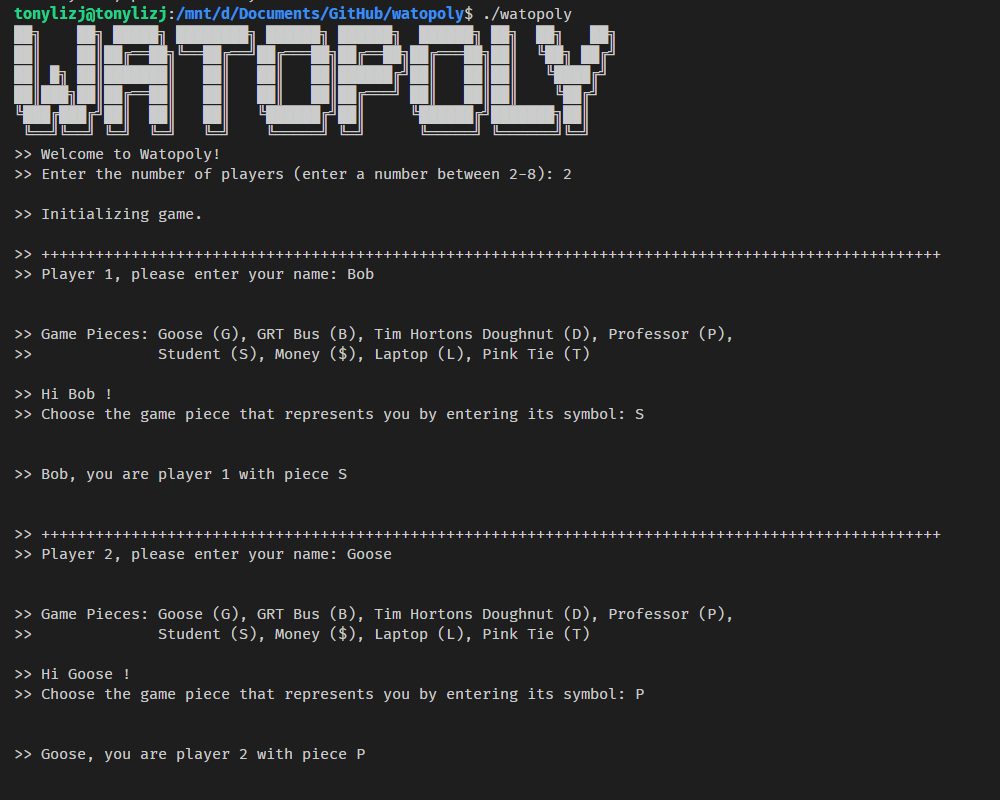 tonylizj@tonylizj:/mnt/d/Documents/GitHub/watopoly$ ./watopoly
WATOPOLY
>> Welcome to Watopoly!
>> Enter the number of players (enter a number between 2-8): 2
>> Initializing game.
>> ++++++++++++++++++++++++++++++++++++++++++++++++++++++++++++++++++++++++++++++++++++++++++++++++++++
>> Player 1, please enter your name: Bob
>> Game Pieces: Goose (G), GRT Bus (B), Tim Hortons Doughnut (D), Professor (P),
>>              Student (S), Money ($), Laptop (L), Pink Tie (T)
>> Hi Bob !
>> Choose the game piece that represents you by entering its symbol: S
>> Bob, you are player 1 with piece S
>> ++++++++++++++++++++++++++++++++++++++++++++++++++++++++++++++++++++++++++++++++++++++++++++++++++++
>> Player 2, please enter your name: Goose
>> Game Pieces: Goose (G), GRT Bus (B), Tim Hortons Doughnut (D), Professor (P),
>>              Student (S), Money ($), Laptop (L), Pink Tie (T)
>> Hi Goose !
>> Choose the game piece that represents you by entering its symbol: P
>> Goose, you are player 2 with piece P